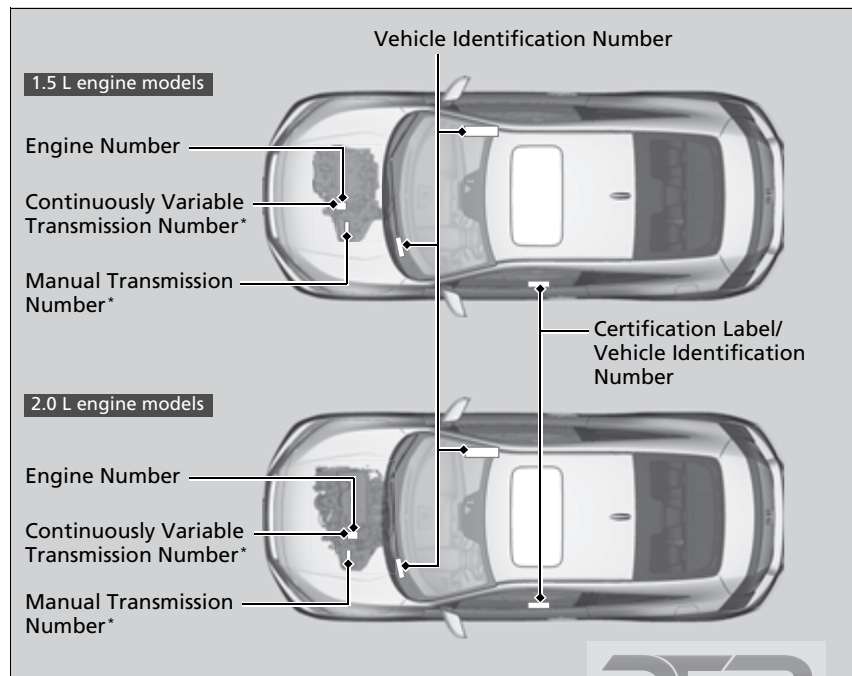 Vehicle Identification Number
1.5 L engine models
Engine Number
Continuously Variable
Transmission Number*
Manual Transmission
Number*
Certification Label/
Vehicle Identification
Number
2.0 L engine models
Engine Number
Continuously Variable
Transmission Number*
Manual Transmission
Number*